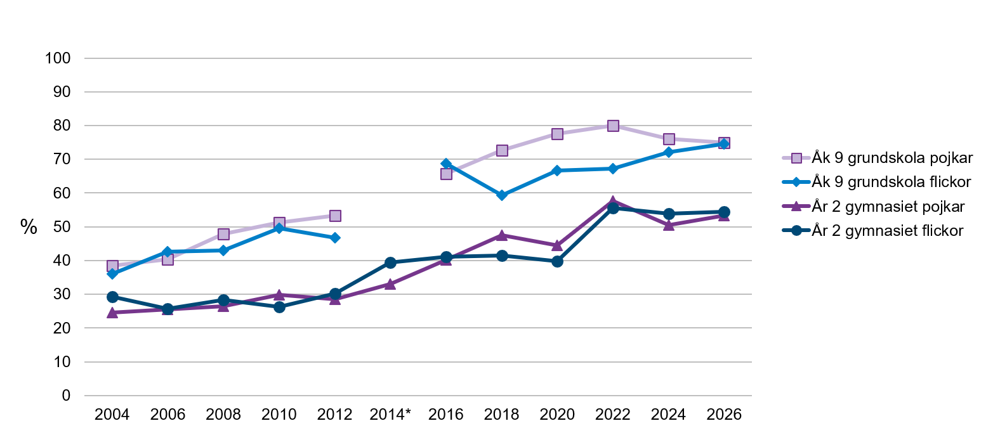 100
90
80
70
60
50
40
30
20
10
0
%
2004 2006 2008 2010 2012 2014* 2016 2018 2020 2022 2024 2026
Åk 9 grundskola pojkar
Åk 9 grundskola flickor
År 2 gymnasiet pojkar
År 2 gymnasiet flickor